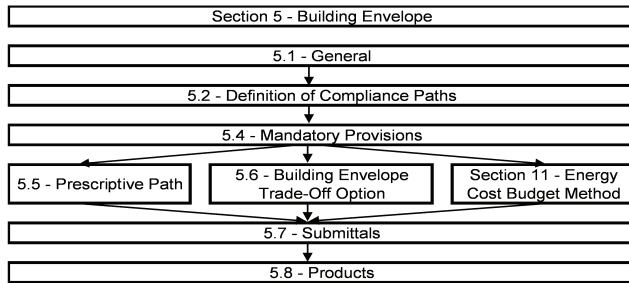 Section 5 - Building Envelope
5.1 - General
5.2 - Definition of Compliance Paths
5.4 - Mandatory Provisions
5.5 - Prescriptive Path
5.6 - Building Envelope
Trade-Off Option
Section 11 - Energy
Cost Budget Method
5.7 - Submittals
5.8 - Products